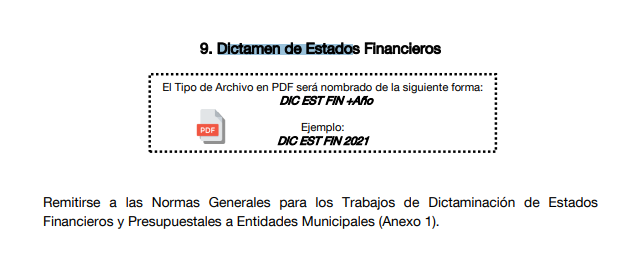 9. Dictamen de Estados Financieros
El Tipo de Archivo en PDF será nombrado de la siguiente forma:
DIC EST FIN +Año
PDF
Ejemplo:
DIC EST FIN 2021
Remitirse a las Normas Generales para los Trabajos de Dictaminación de Estados
Financieros y Presupuestales a Entidades Municipales (Anexo 1).